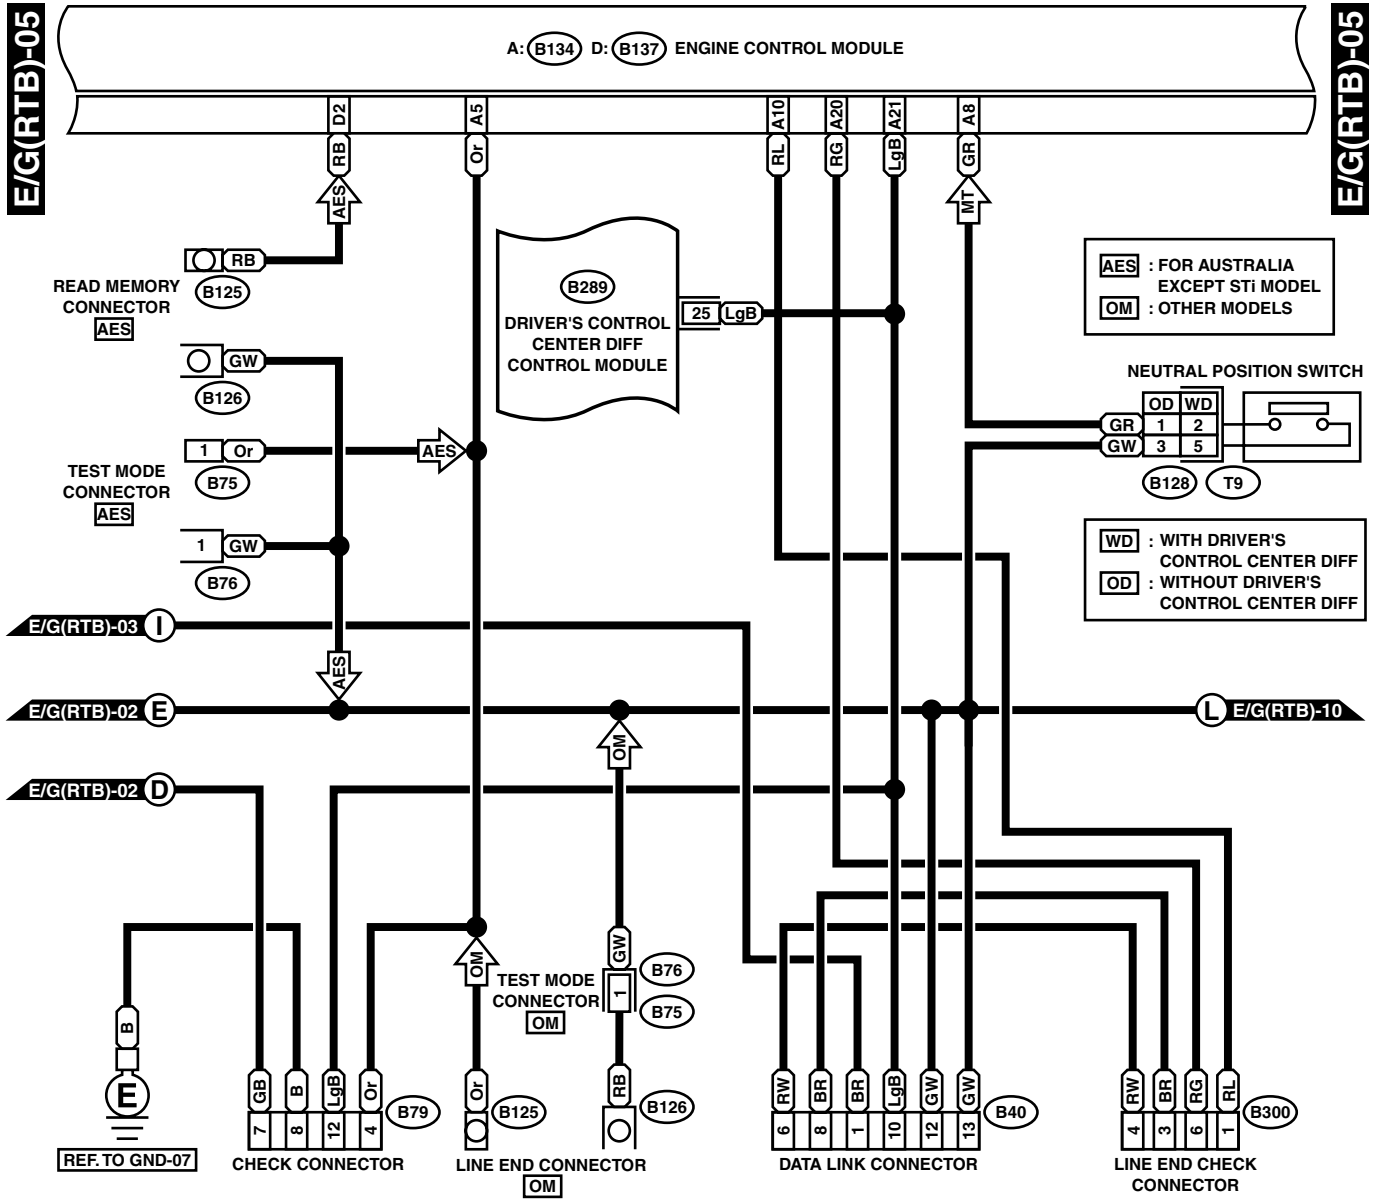 E/G(RTB)-05
E/G(RTB)-05
A: B134 D: B137 ENGINE CONTROL MODULE
D2
A5
A10
A20
A21
A8
RB
Or
RL
RG
LgB
GR
AES
MT
RB
B125
READ MEMORY
CONNECTOR
AES
GW
B126
1 Or
B75
AES
TEST MODE
CONNECTOR
AES
1 GW
B76
B289
DRIVER'S CONTROL
CENTER DIFF
CONTROL MODULE
25 LgB
AES : FOR AUSTRALIA
EXCEPT STi MODEL
OM : OTHER MODELS
NEUTRAL POSITION SWITCH
OD WD
GR 1 2
GW 3 5
B128 T9
WD : WITH DRIVER'S
CONTROL CENTER DIFF
OD : WITHOUT DRIVER'S
CONTROL CENTER DIFF
E/G(RTB)-03 I
AES
E/G(RTB)-02 E
L E/G(RTB)-10
OM
E/G(RTB)-02 D
OM
GW
TEST MODE
CONNECTOR
OM
1
B76
B75
B
E
REF. TO GND-07
GB
B
LgB
Or
7
8
12
4
B79
CHECK CONNECTOR
Or
B125
LINE END CONNECTOR
OM
RB
B126
RW
BR
BR
LgB
GW
GW
6
8
1
10
12
13
B40
DATA LINK CONNECTOR
RW
BR
RG
RL
4
3
6
1
B300
LINE END CHECK
CONNECTOR